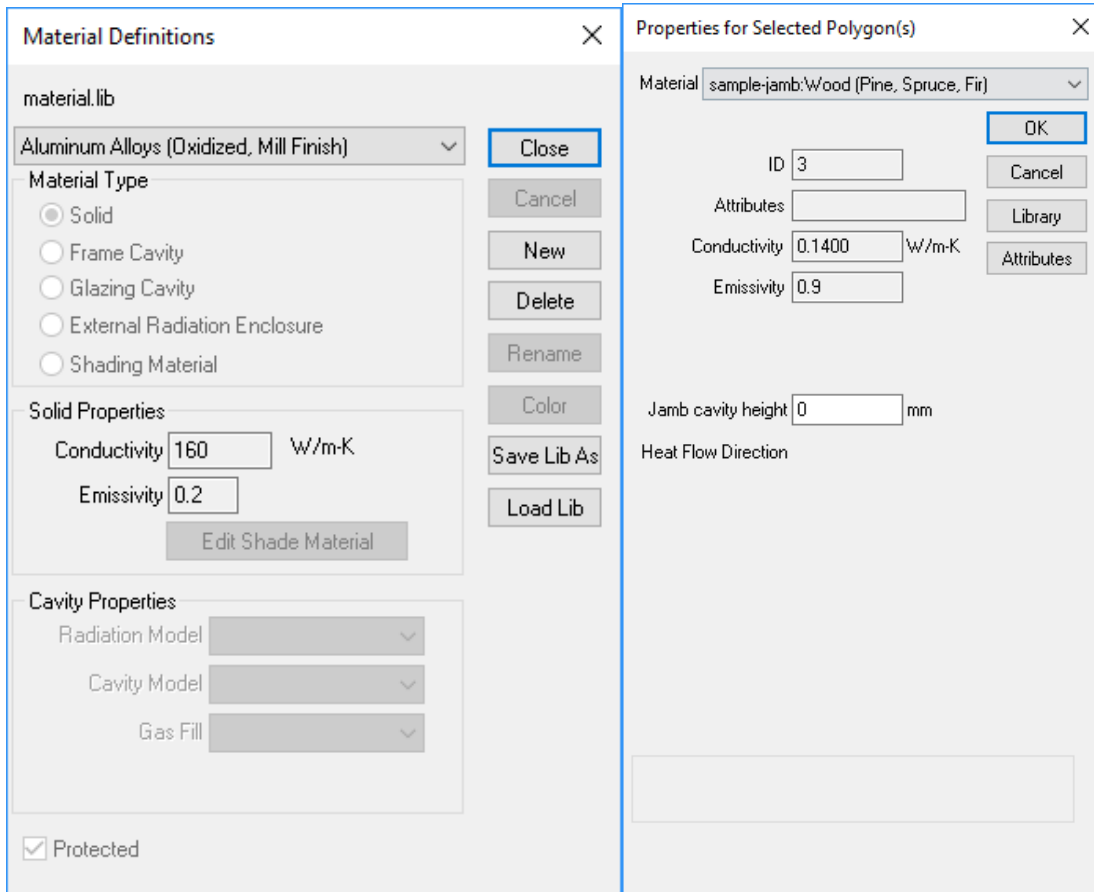 Material Definitions
material.lib
Aluminum Alloys (Oxidized, Mill Finish)
Close
Material Type
Solid
Cancel
Frame Cavity
New
Glazing Cavity
Delete
External Radiation Enclosure
Rename
Shading Material
Color
Solid Properties
Conductivity 160 W/m-K
Save Lib As
Emissivity 0.2
Load Lib
Edit Shade Material
Cavity Properties
Radiation Model
Cavity Model
Gas Fill
Protected
Properties for Selected Polygon(s)
Material sample-jamb:Wood (Pine, Spruce, Fir)
OK
ID 3
Cancel
Attributes
Library
Conductivity 0.1400 W/m-K
Attributes
Emissivity 0.9
Jamb cavity height 0 mm
Heat Flow Direction